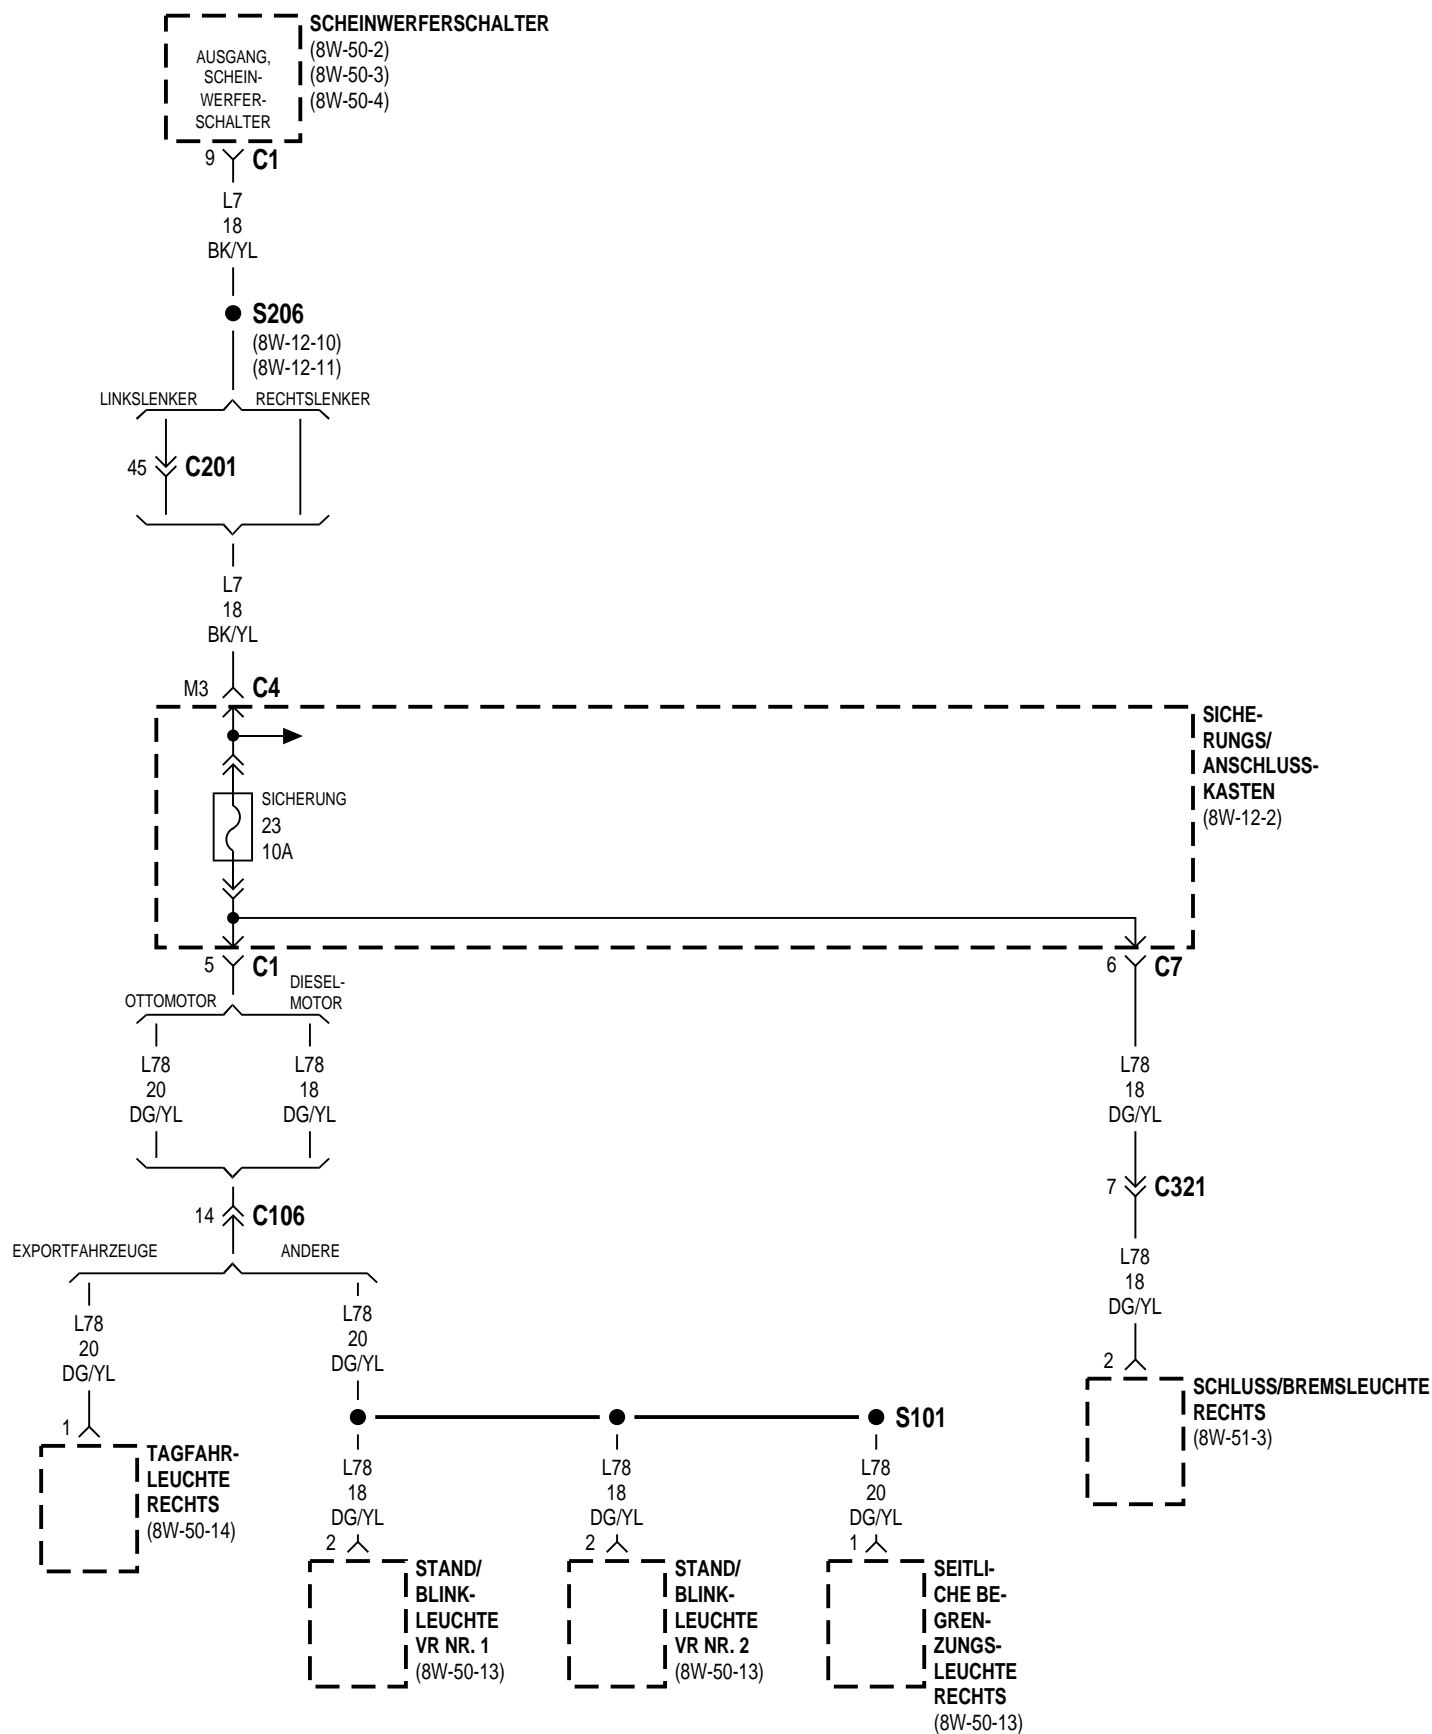 SCHEINWERFERSCHALTER
(8W-50-2)
(8W-50-3)
(8W-50-4)
AUSGANG,
SCHEIN-
WERFER-
SCHALTER
9 C1
L7
18
BK/YL
S206
(8W-12-10)
(8W-12-11)
LINKSLENKER RECHTSLENKER
45 C201
L7
18
BK/YL
M3 C4
SICHE-
RUNGS/
ANSCHLUSS-
KASTEN
(8W-12-2)
SICHERUNG
23
10A
5 C1
6 C7
OTTOMOTOR
DIESEL-
MOTOR
L78
20
DG/YL
L78
18
DG/YL
L78
18
DG/YL
7 C321
14 C106
EXPORTFAHRZEUGE ANDERE
L78
18
DG/YL
L78
20
DG/YL
L78
20
DG/YL
2
SCHLUSS/BREMSLEUCHTE
RECHTS
(8W-51-3)
S101
1
TAGFAHR-
LEUCHTE
RECHTS
(8W-50-14)
L78
18
DG/YL
2
L78
18
DG/YL
2
L78
20
DG/YL
1
STAND/
BLINK-
LEUCHTE
VR NR. 1
(8W-50-13)
STAND/
BLINK-
LEUCHTE
VR NR. 2
(8W-50-13)
SEITLI-
CHE BE-
GREN-
ZUNGS-
LEUCHTE
RECHTS
(8W-50-13)